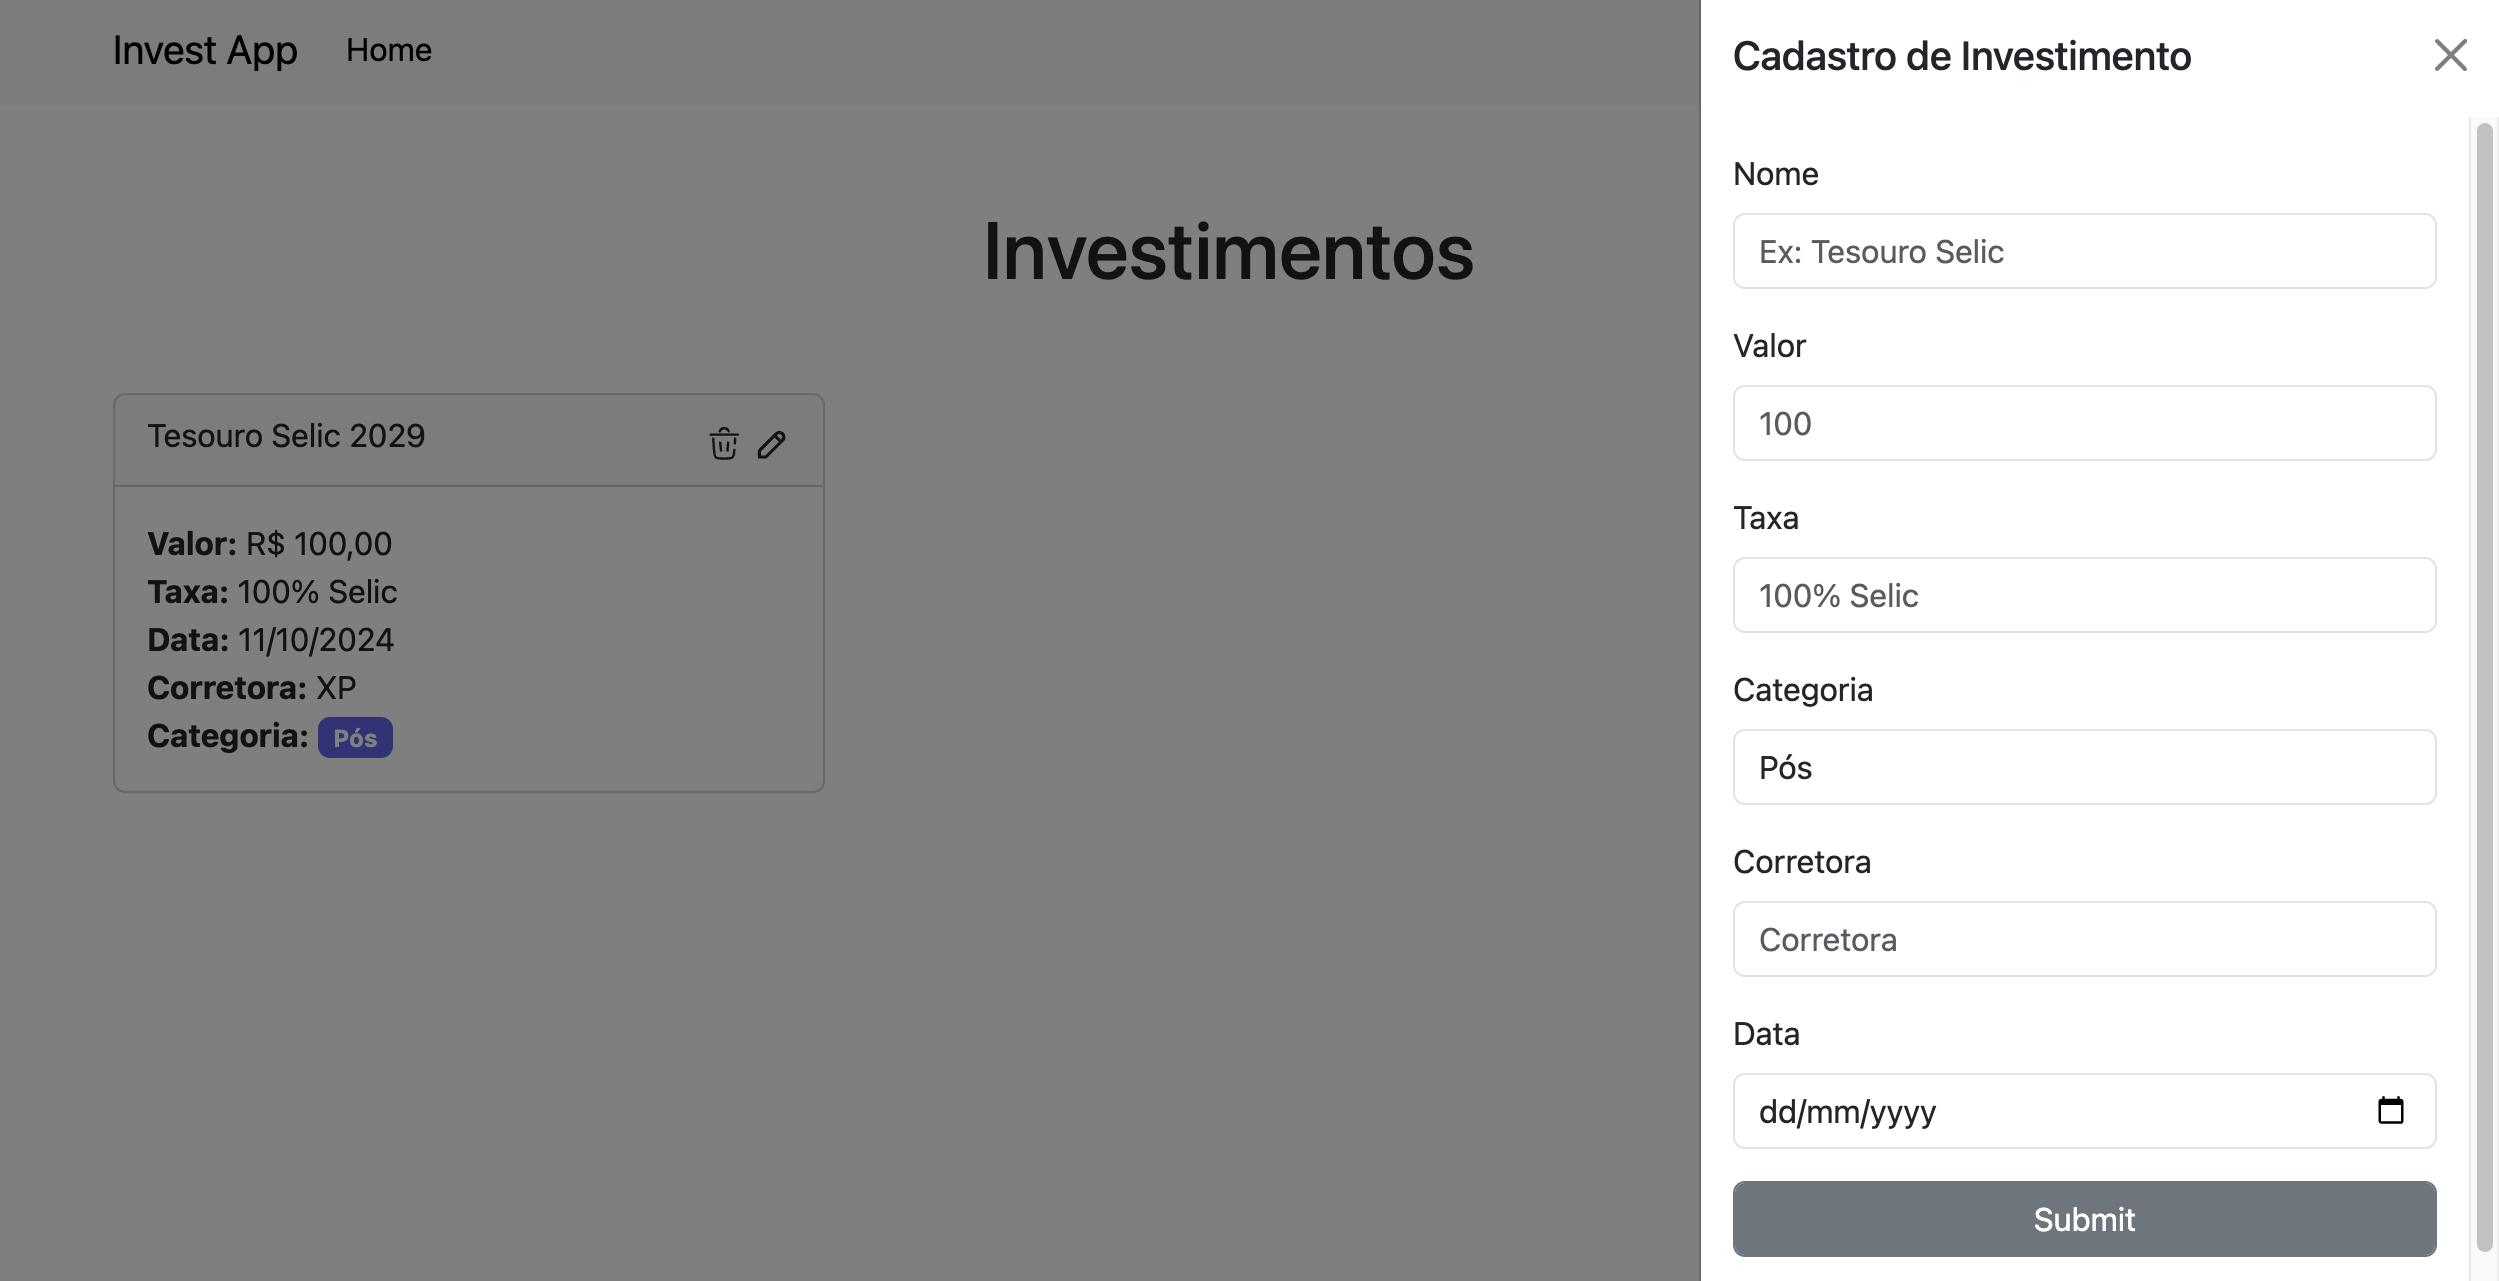 Invest App Home
Investimentos
Tesouro Selic 2029
Valor: R$ 100,00
Taxa: 100% Selic
Data: 11/10/2024
Corretora: XP
Categoria: Pós
Cadastro de Investimento
Nome
Ex: Tesouro Selic
Valor
100
Taxa
100% Selic
Categoria
Pós
Corretora
Corretora
Data
dd/mm/yyyy
Submit